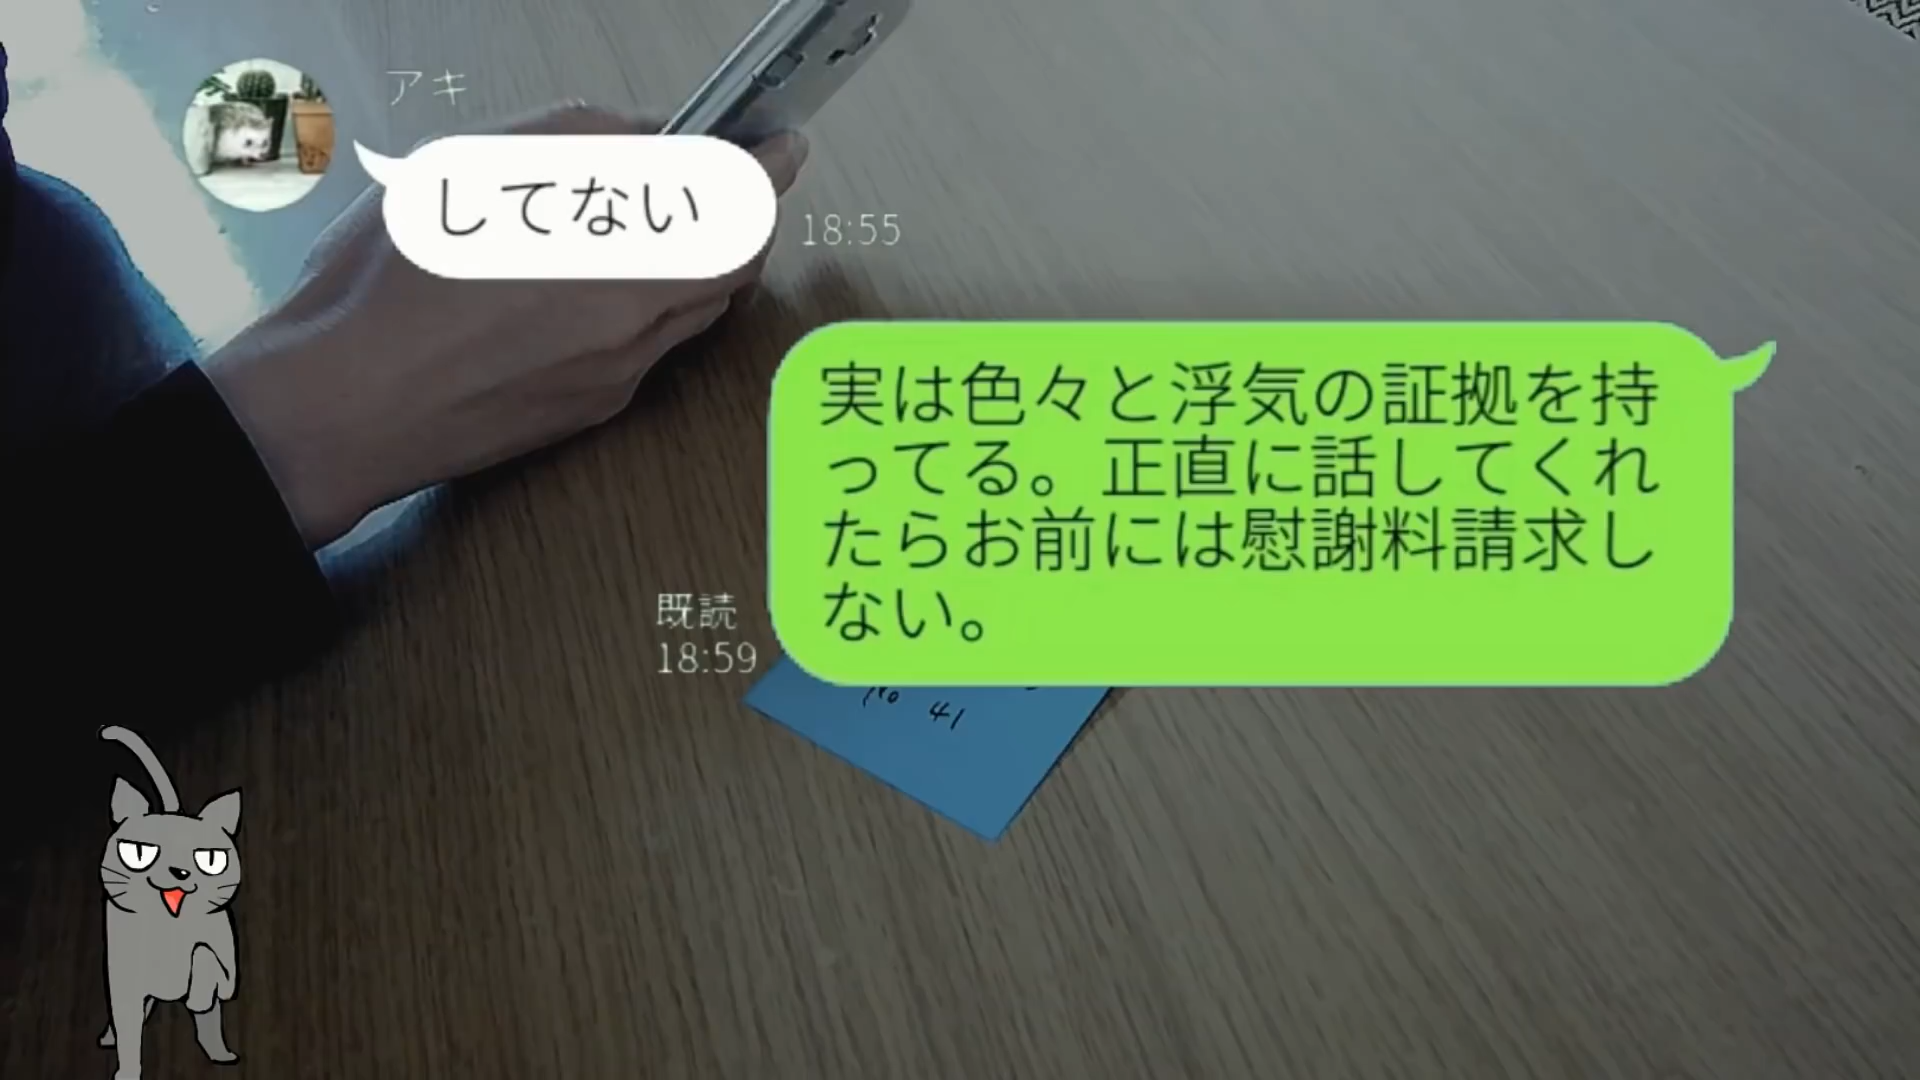 アキ
してない
18:55
実は色々と浮気の証拠を持
ってる。正直に話してくれ
たらお前には慰謝料請求し
ない。
既読
18:59
41